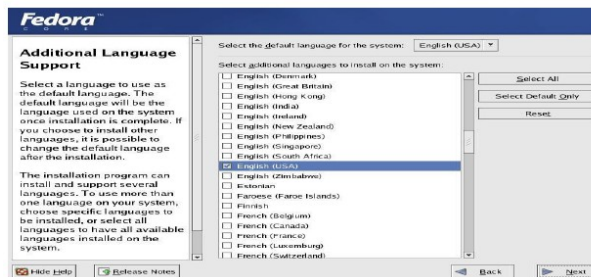 Fedora™
CORE
Additional Language
Support
Select a language to use as
the default language. The
default language will be the
language used on the system
once installation is complete. If
you choose to install other
languages, it is possible to
change the default language
after the installation.
The installation program can
install and support several
languages. To use more than
one language on your system,
choose specific languages to
be installed, or select all
languages to have all available
languages installed on the
system.
Select the default language for the system: English (USA)
Select additional languages to install on the system:
English (Denmark)
English (Great Britain)
English (Hong Kong)
English (India)
English (Ireland)
English (New Zealand)
English (Philippines)
English (Singapore)
English (South Africa)
English (USA)
English (Zimbabwe)
Estonian
Faroese (Faroe Islands)
Finnish
French (Belgium)
French (Canada)
French (France)
French (Luxemburg)
French (Switzerland)
Select All
Select Default Only
Reset
Hide Help
Release Notes
Back
Next